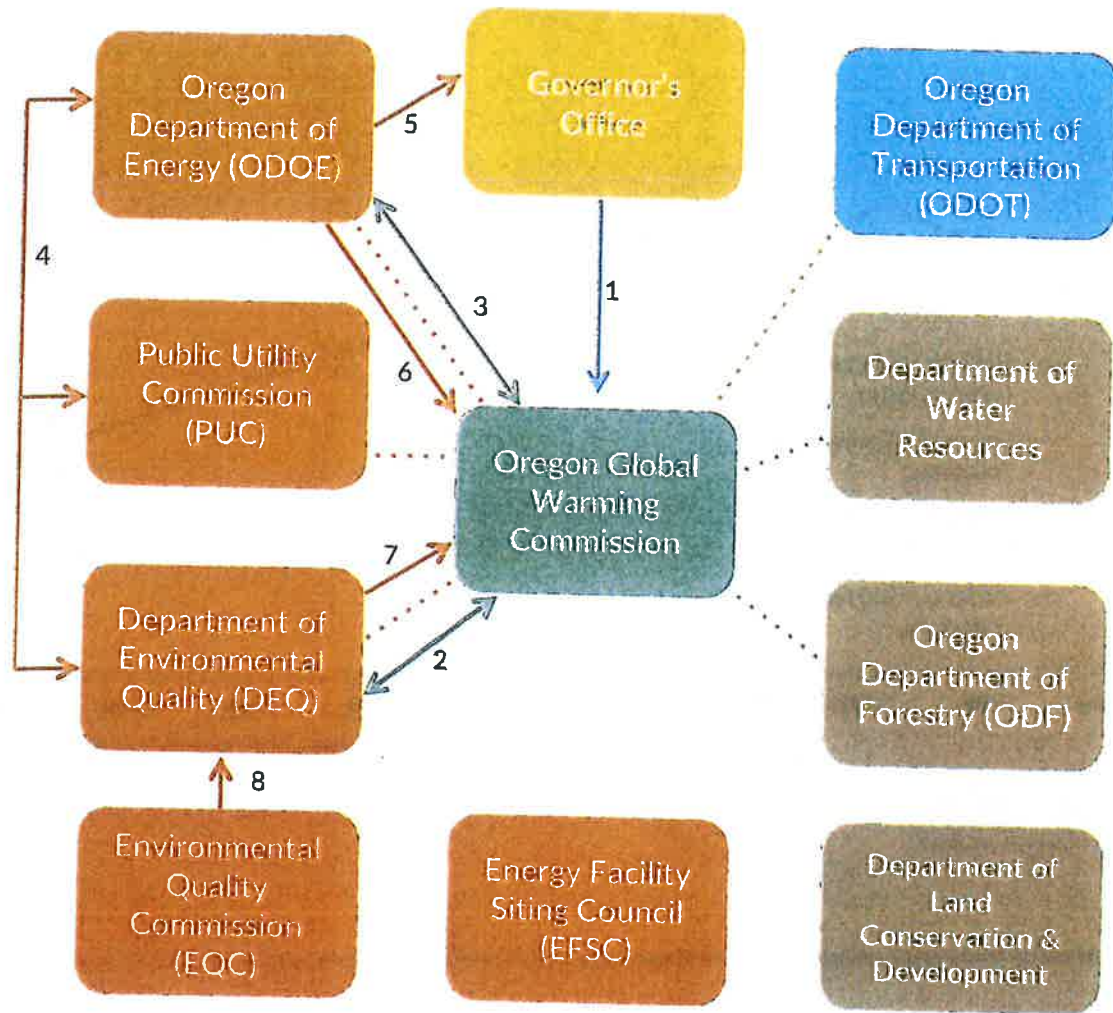 Oregon
Department of
Energy (ODOE)
5
Governor's
Office
Oregon
Department of
Transportation
(ODOT)
4
3
1
Public Utility
Commission
(PUC)
6
Department of
Water
Resources
Oregon Global
Warming
Commission
7
Department of
Environmental
Quality (DEQ)
2
Oregon
Department of
Forestry (ODF)
8
Environmental
Quality
Commission
(EQC)
Energy Facility
Siting Council
(EFSC)
Department of
Land
Conservation &
Development